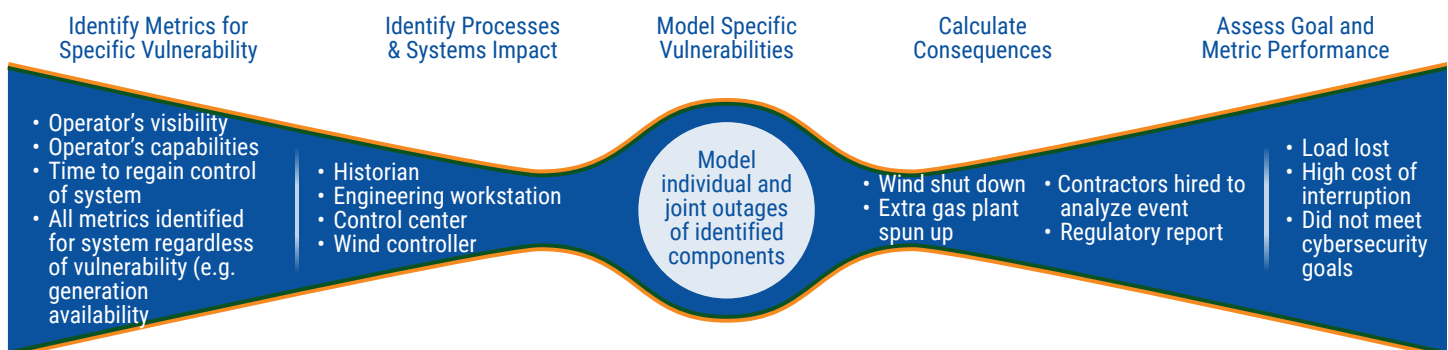 Identify Metrics for
Specific Vulnerability
Identify Processes
& Systems Impact
Model Specific
Vulnerabilities
Calculate
Consequences
Assess Goal and
Metric Performance
• Operator's visibility
• Operator's capabilities
• Time to regain control
of system
• All metrics identified
for system regardless
of vulnerability (e.g.
generation
availability
• Historian
• Engineering workstation
• Control center
• Wind controller
Model
individual and
joint outages
of identified
components
• Wind shut down
• Extra gas plant
spun up
• Contractors hired to
analyze event
• Regulatory report
• Load lost
• High cost of
interruption
• Did not meet
cybersecurity
goals